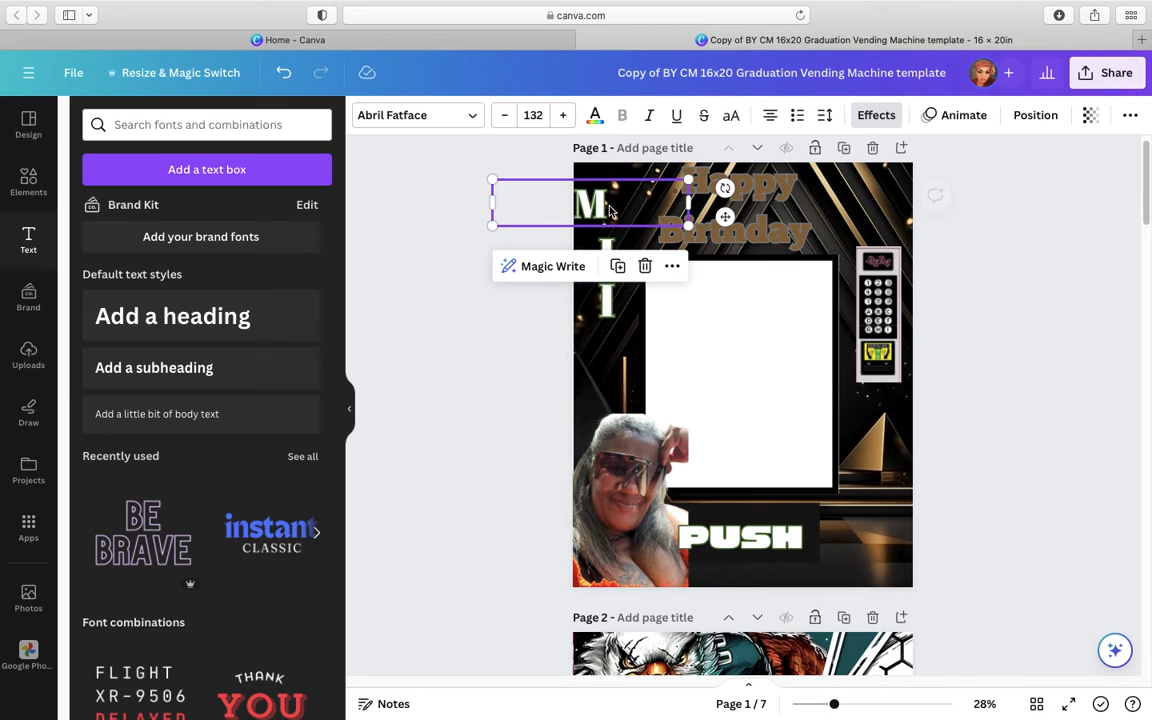 canva.com
Home - Canva
Copy of BY CM 16x20 Graduation Vending Machine template - 16 × 20in
File
Resize & Magic Switch
Copy of BY CM 16x20 Graduation Vending Machine template
Share
Design
Elements
Text
Brand
Uploads
Draw
Projects
Apps
Photos
Google Pho...
Search fonts and combinations
Add a text box
Brand Kit
Edit
Add your brand fonts
Default text styles
Add a heading
Add a subheading
Add a little bit of body text
Recently used
See all
BE
BRAVE
instant
CLASSIC
Font combinations
FLIGHT
XR-9506
DELAYED
THANK
YOU
Abril Fatface
132
A
B
I
U
S
aA
Effects
Animate
Position
Page 1 - Add page title
Happy
Birthday
M
I
I
Magic Write
PUSH
Page 2 - Add page title
Notes
Page 1 / 7
28%